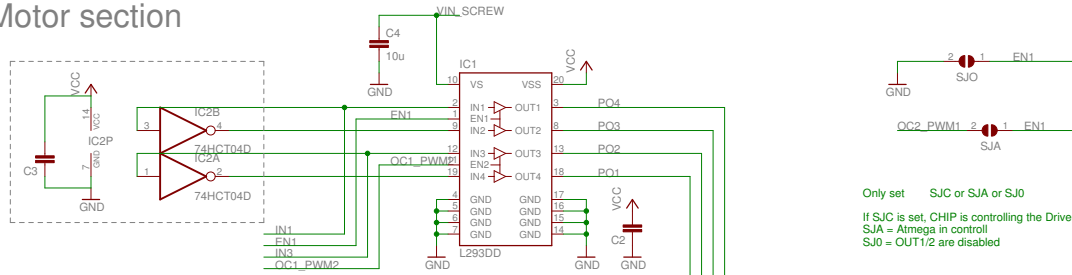 Motor section
VIN_SCREW
C4
10u
GND
IC1
VCC
10 VS VSS 20
2 IN1 OUT1 3 PO4
EN1 1 EN1
9 IN2 OUT2 8 PO3
12 IN3 OUT3 13 PO2
OC1_PWM2 EN2
19 IN4 OUT4 18 PO1
4 GND GND 17
5 GND GND 16
6 GND GND 15
7 GND GND 14
L293DD
GND
GND
VCC
C2
GND
VCC
14
VCC
IC2P
GND
7
C3
GND
IC2B
3 4
74HCT04D
IC2A
1 2
74HCT04D
IN1
EN1
IN3
OC1_PWM2
2 1 EN1
SJO
GND
OC2_PWM1 2 1 EN1
SJA
Only set SJC or SJA or SJ0
If SJC is set, CHIP is controlling the Drive
SJA = Atmega in controll
SJ0 = OUT1/2 are disabled